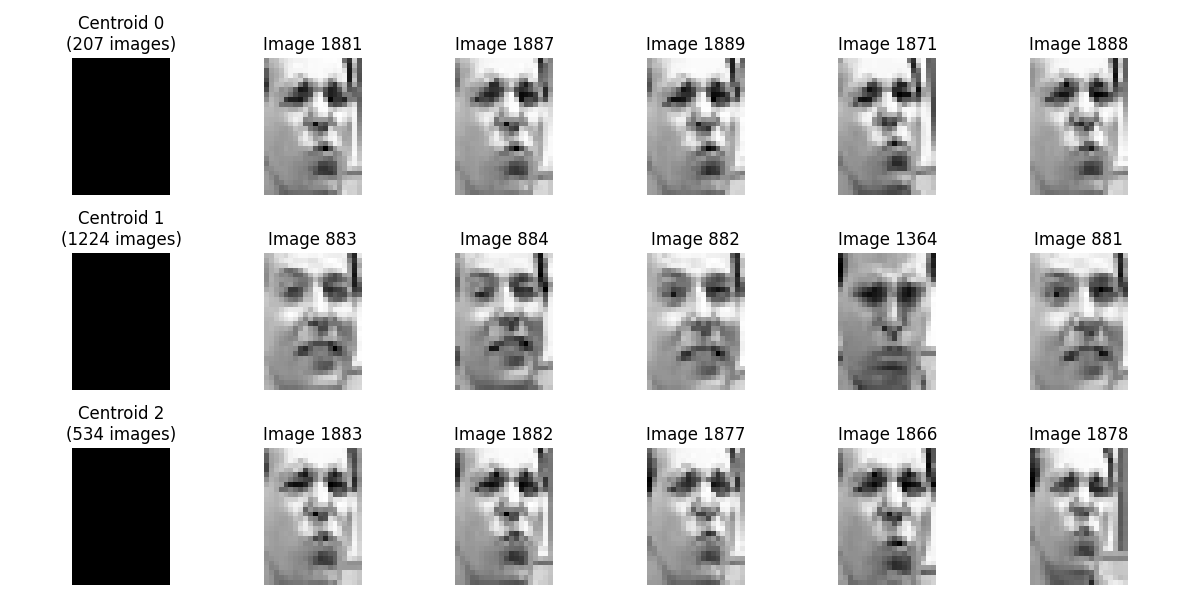 Centroid 0
(207 images)
Image 1881
Image 1887
Image 1889
Image 1871
Image 1888
Centroid 1
(1224 images)
Image 883
Image 884
Image 882
Image 1364
Image 881
Centroid 2
(534 images)
Image 1883
Image 1882
Image 1877
Image 1866
Image 1878